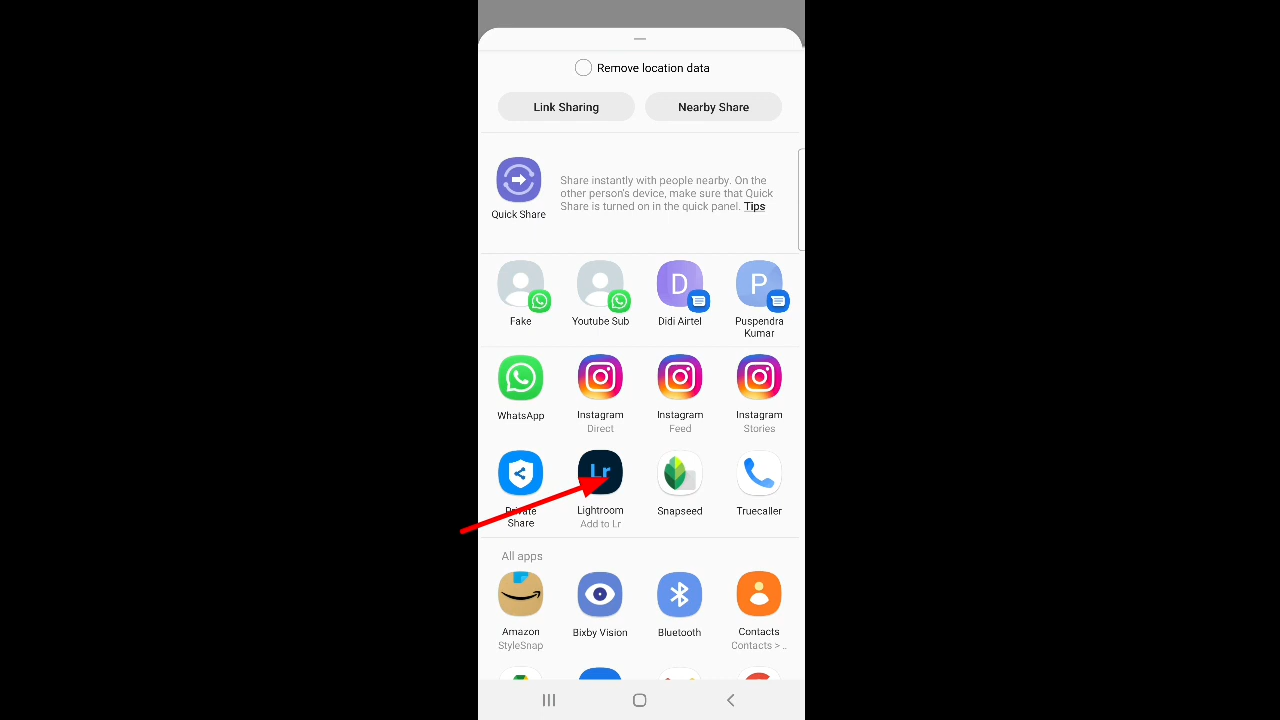 Remove location data
Link Sharing
Nearby Share
Share instantly with people nearby. On the
other person's device, make sure that Quick
Share is turned on in the quick panel. Tips
Quick Share
D
P
Fake
Youtube Sub
Didi Airtel
Puspendra
Kumar
WhatsApp
Instagram
Direct
Instagram
Feed
Instagram
Stories
Lr
Private
Share
Lightroom
Add to Lr
Snapseed
Truecaller
All apps
Amazon
StyleSnap
Bixby Vision
Bluetooth
Contacts
Contacts > ..